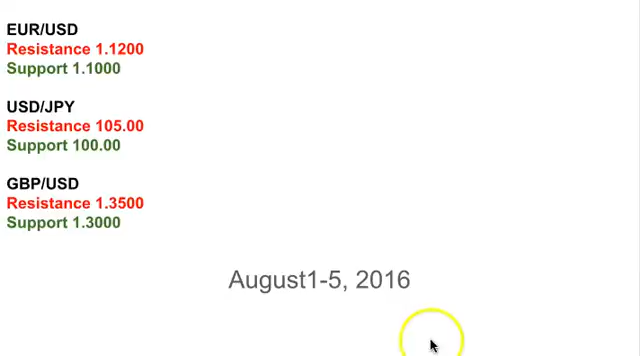 EUR/USD
Resistance 1.1200
Support 1.1000
USD/JPY
Resistance 105.00
Support 100.00
GBP/USD
Resistance 1.3500
Support 1.3000
August1-5, 2016